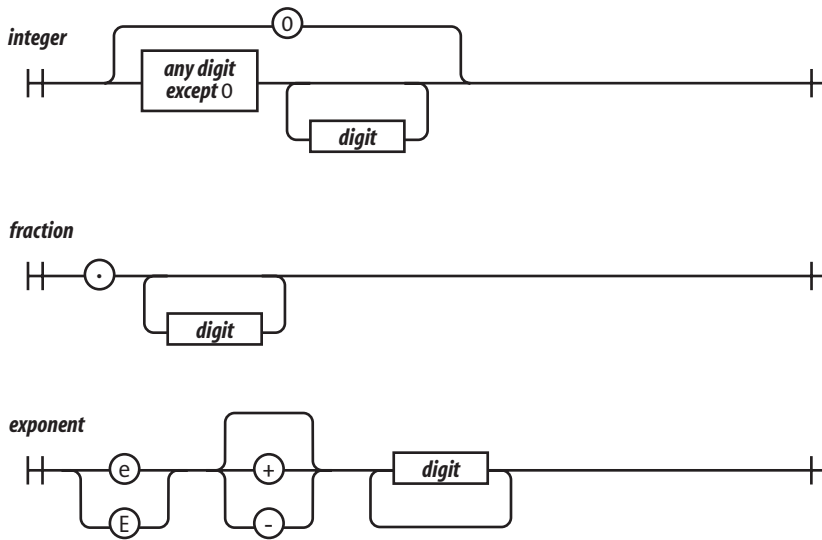 0
integer
any digit
except 0
digit
fraction
.
digit
exponent
e + digit
E -